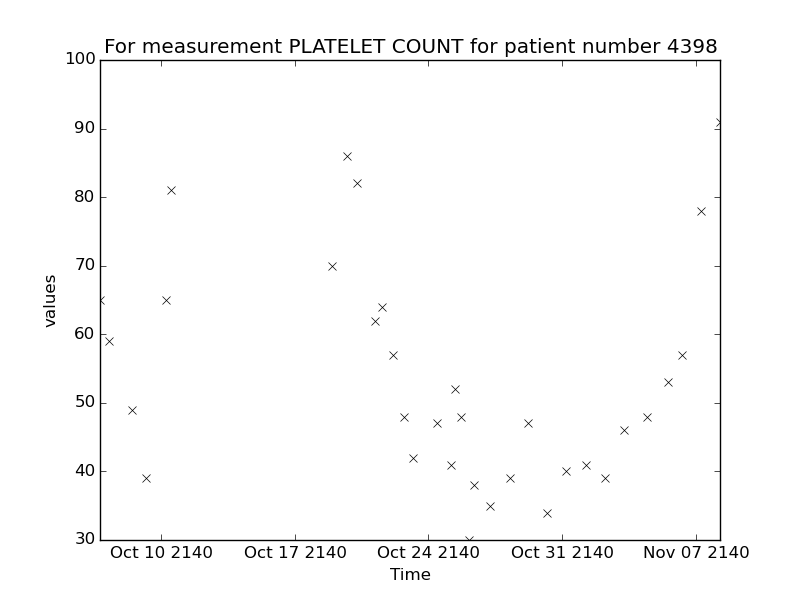 For measurement PLATELET COUNT for patient number 4398
100
90
80
70
60
50
40
30
values
Oct 10 2140 Oct 17 2140 Oct 24 2140 Oct 31 2140 Nov 07 2140
Time